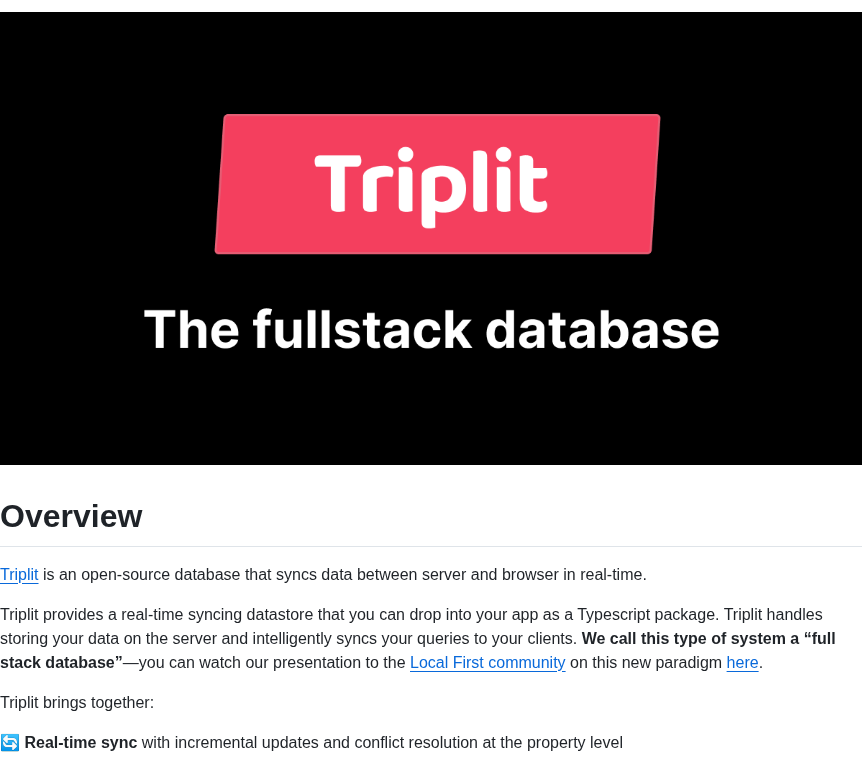 Triplit
The fullstack database
Overview
Triplit is an open-source database that syncs data between server and browser in real-time.
Triplit provides a real-time syncing datastore that you can drop into your app as a Typescript package. Triplit handles
storing your data on the server and intelligently syncs your queries to your clients. We call this type of system a “full
stack database”—you can watch our presentation to the Local First community on this new paradigm here.
Triplit brings together:
🔄 Real-time sync with incremental updates and conflict resolution at the property level